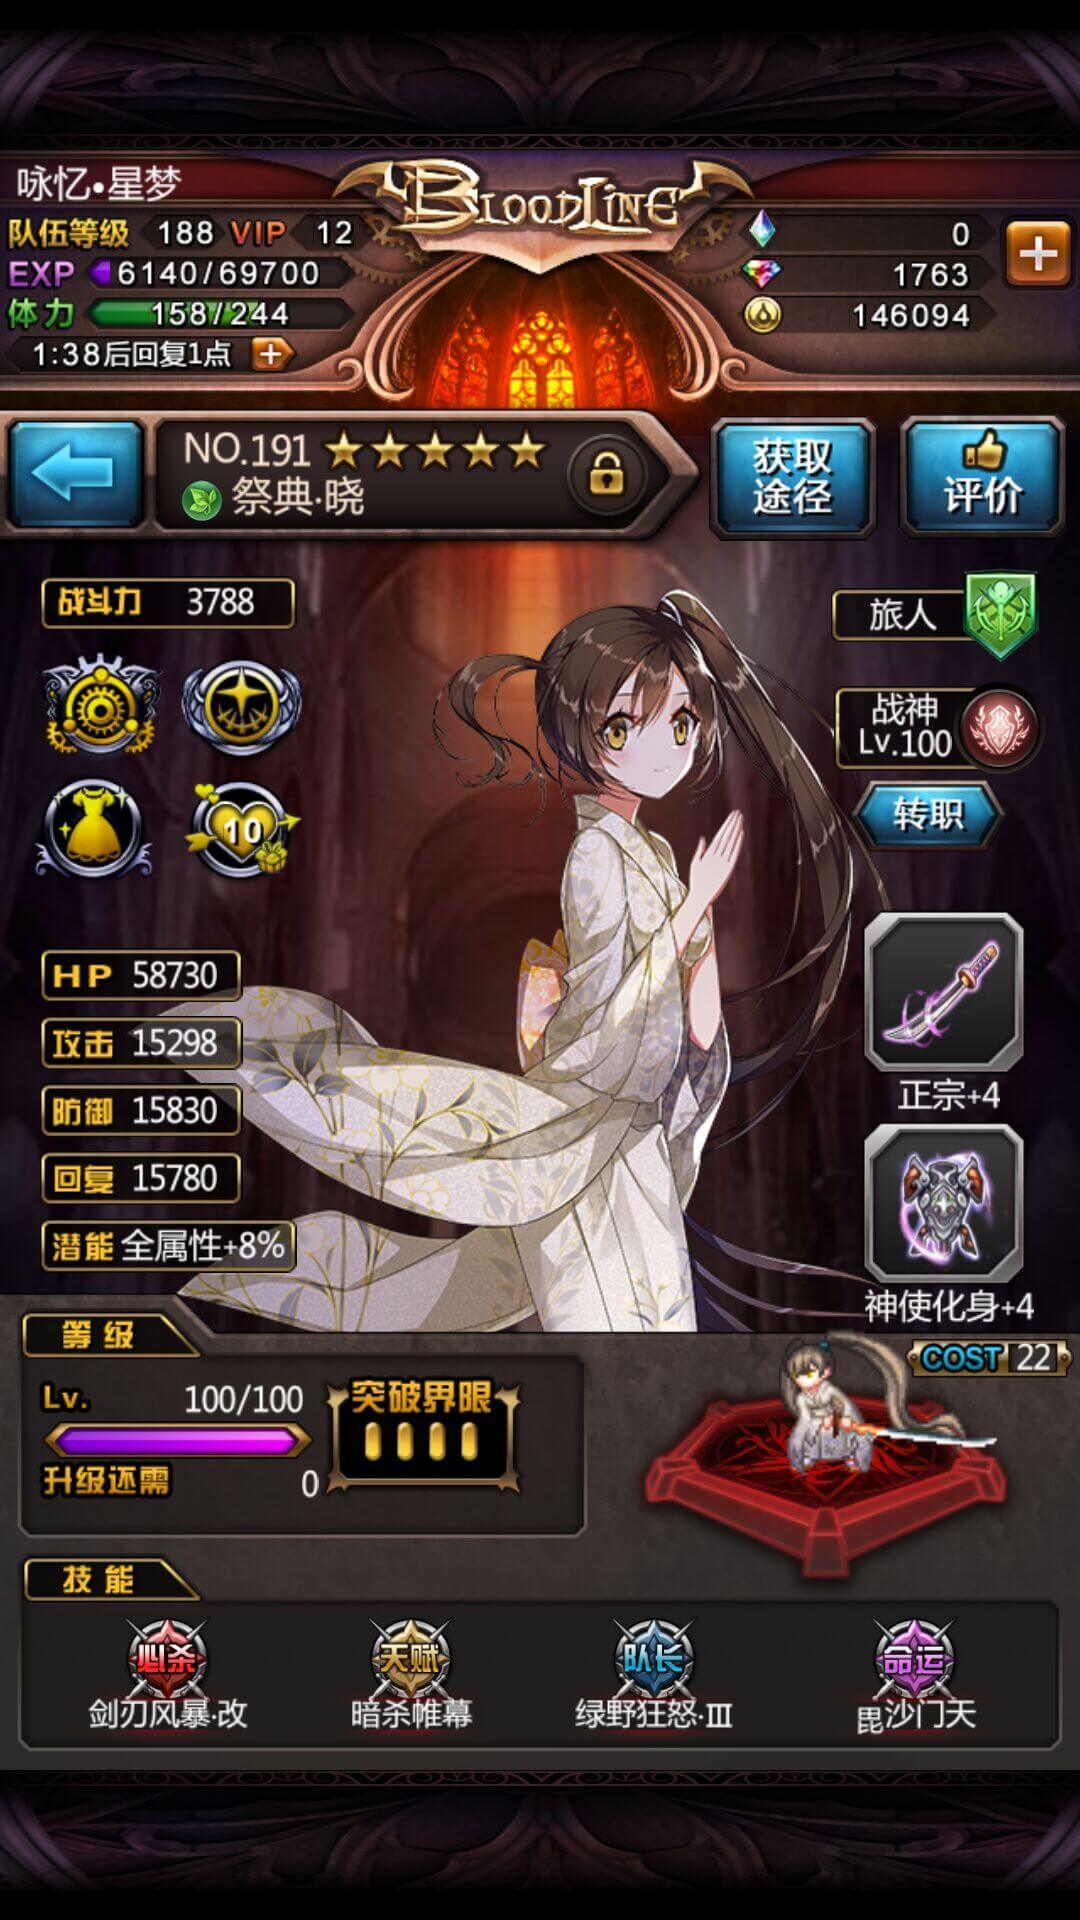 咏忆•星梦
BLOODLINE
队伍等级 188 VIP 12
0
EXP 6140/69700
1763
体力 158/244
146094
1:38后回复1点
NO.191
祭典·晓
获取
途径
评价
战斗力 3788
旅人
战神
Lv.100
转职
10
HP 58730
攻击 15298
防御 15830
回复 15780
潜能 全属性+8%
正宗+4
神使化身+4
等级
COST 22
Lv. 100/100
突破界限
升级还需 0
技能
必杀
天赋
队长
命运
剑刃风暴·改
暗杀帷幕
绿野狂怒·III
毘沙门天